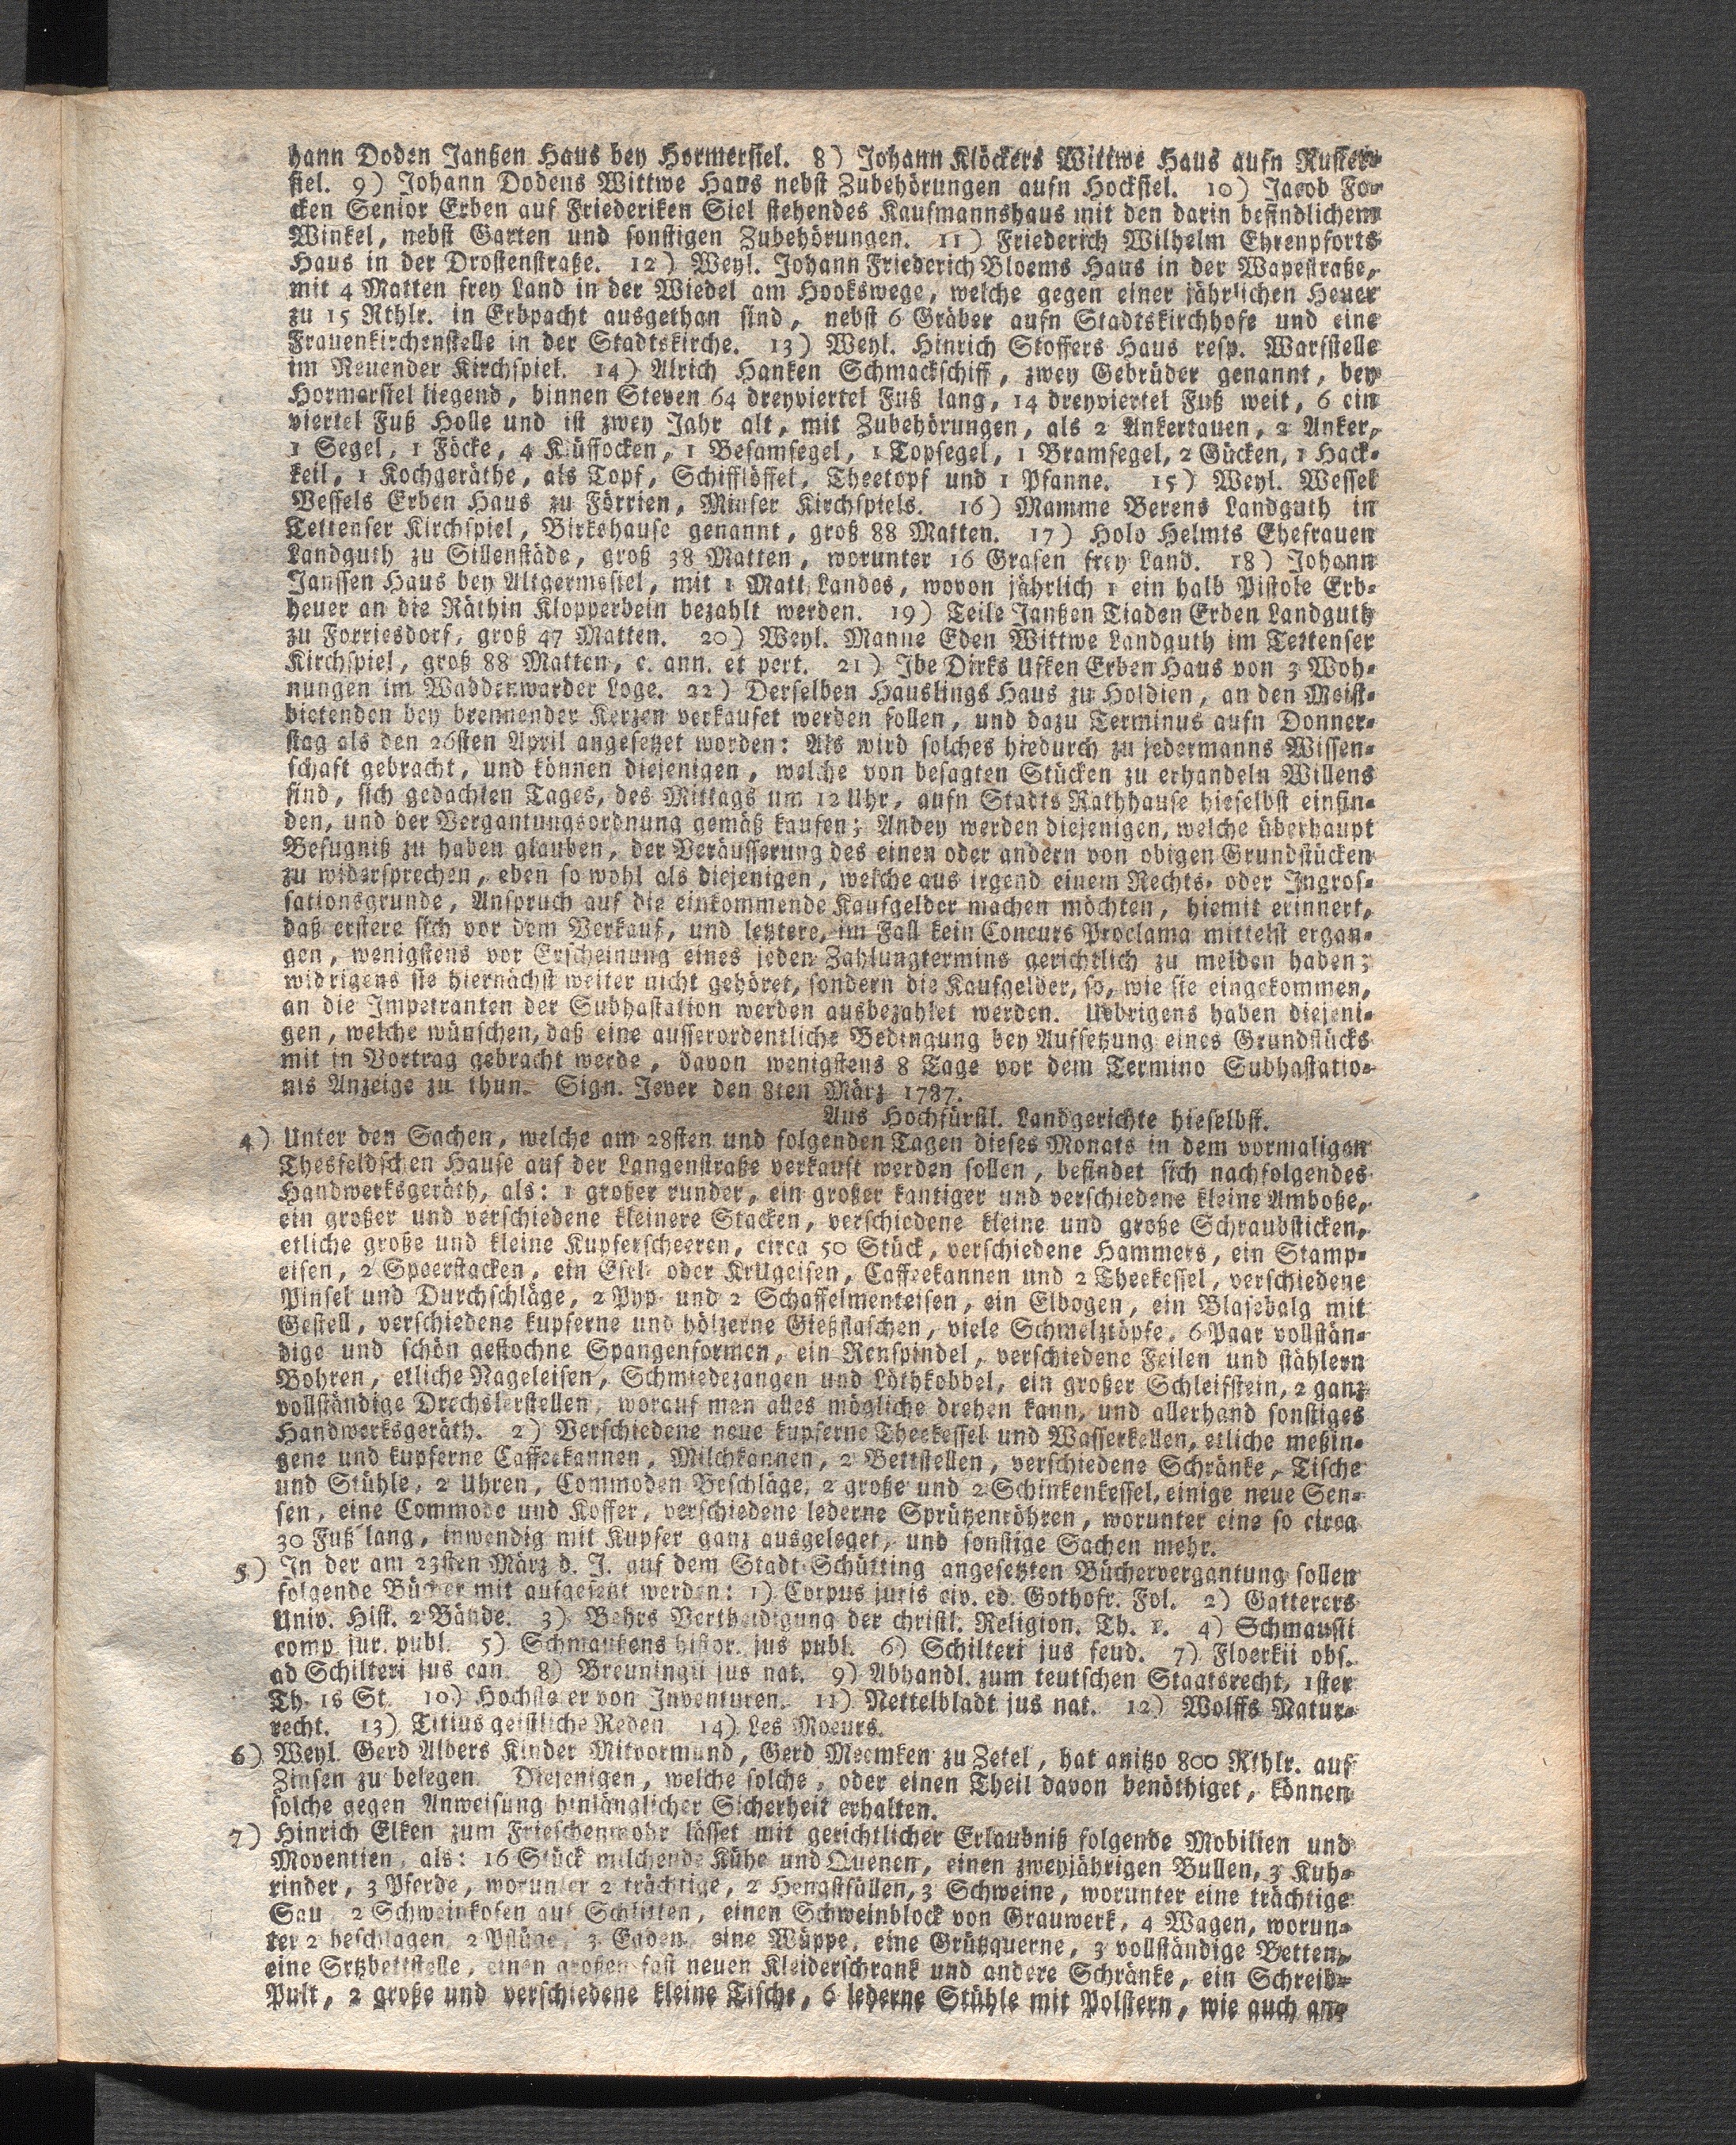 hann Doden Janßen Haus bey Hormersiel. 8) Johann Klöckers Wittwe Haus aufn Ruster-
siel. 9) Johann Dodens Wittwe Haus nebst Zubehörungen aufn Hocksiel. 10) Jacob Fo-
cken Senior Erben auf Friederiken Siel stehendes Kaufmannshaus mit den darin befindlichem
Winkel, nebst Garten und sonstigen Zubehörungen. 11) Friederich Wilhelm Ehrenpforts
Haus in der Drostenstraße. 12) Weyl. Johann Friederich Bloems Haus in der Wapestraße,
mit 4 Matten frey Land in der Wiedel am Hookswege, welche gegen einer jährlichen Heuer
zu 15 Rthlr. in Erbpacht ausgethan sind, nebst 6 Gräber aufn Stadtskirchhofe und eine
Frauenkirchenstelle in der Stadtskirche. 13) Weyl. Hinrich Stoffers Haus resp. Warfstelle
im Neuender Kirchspiel. 14) Alrich Hanken Schmackschiff, zwey Gebrüder genannt, bey
Hormersiel liegend, binnen Steven 64 dreyviertel Fuß lang, 14 dreyviertel Fuß weit, 6 ein
viertel Fuß Holle und ist zwey Jahr alt, mit Zubehörungen, als 2 Ankertauen, 2 Anker,
1 Segel, 1 Föcke, 4 Klüffocken, 1 Besamsegel, 1 Topsegel, 1 Bramsegel, 2 Gücken, 1 Hack-
keil, 1 Kochgeräthe, als Topf, Schifflöffel, Theetopf und 1 Pfanne. 15) Weyl. Wessel
Wessels Erben Haus zu Förrien, Minser Kirchspiels. 16) Mamme Berens Landguth in
Tettenser Kirchspiel, Birkshause genannt, groß 88 Matten. 17) Holo Helmts Ehefrauen
Landguth zu Sillenstäde, groß 38 Matten, worunter 16 Grasen frey Land. 18) Johann
Janssen Haus bey Altgermssiel, mit 1 Matt Landes, wovon jährlich 1 ein halb Pistole Erb-
heuer an die Räthin Klopperbein bezahlt werden. 19) Teile Janßen Tiaden Erben Landguth
zu Forriesdorf, groß 47 Matten. 20) Weyl. Manne Eden Wittwe Landguth im Tettenser
Kirchspiel, groß 88 Matten, c. ann. et pert. 21) Ibe Dirks Ufken Erben Haus von 3 Woh-
nungen im Waddenwarder Loge. 22) Derselben Hauslings Haus zu Holdien, an den Meist-
bietenden bey brennender Kerzen verkaufet werden sollen, und dazu Terminus aufn Donner-
stag als den 26sten April angesetzet worden: Als wird solches hiedurch zu jedermanns Wissen-
schaft gebracht, und können diejenigen, welche von besagten Stücken zu erhandeln Willens
sind, sich gedachten Tages, des Mittags um 12 Uhr, aufn Stadts Rathhause hieselbst einfin-
den, und der Vergantungsordnung gemäß kaufen; Anbey werden diejenigen, welche überhaupt
Befugniß zu haben glauben, der Veräusserung des einen oder andern von obigen Grundstücken
zu widersprechen, eben so wohl als diejenigen, welche aus irgend einem Rechts- oder Ingros-
sationsgrunde, Anspruch auf die einkommende Kaufgelder machen möchten, hiemit erinnert,
daß erstere sich vor dem Verkauf, und letztere, im Fall kein Concurs Proclama mittelst ergan-
gen, wenigstens vor Erscheinung eines jeden Zahlungtermins gerichtlich zu melden haben;
widrigens sie hiernächst weiter nicht gehöret, sondern die Kaufgelder, so, wie sie eingekommen,
an die Impetranten der Subhastation werden ausbezahlet werden. Uebrigens haben diejeni-
gen, welche wünschen, daß eine ausserordentliche Bedingung bey Aufsetzung eines Grundstücks
mit in Vortrag gebracht werde, davon wenigstens 8 Tage vor dem Termino Subhastatio-
nis Anzeige zu thun. Sign. Jever den 8ten März 1787.
Aus Hochfürstl. Landgerichte hieselbst.
4) Unter den Sachen, welche am 28sten und folgenden Tagen dieses Monats in dem vormaligen
Thesfeldschen Hause auf der Langenstraße verkauft werden sollen, befindet sich nachfolgendes
Handwerksgeräth, als: 1 großer runder, ein großer kantiger und verschiedene kleine Amboße,
ein großer und verschiedene kleinere Stacken, verschiedene kleine und große Schraubsticken,
etliche große und kleine Kupferscheeren, circa 50 Stück, verschiedene Hammers, ein Stamp-
eisen, 2 Speerstacken, ein Esel- oder Krugeisen, Caffeekannen und 2 Theekessel, verschiedene
Pinsel und Durchschläge, 2 Pyp- und 2 Schaffelmenteisen, ein Elbogen, ein Blasebalg mit
Gestell, verschiedene kupferne und hölzerne Gießflaschen, viele Schmelztöpfe, 6 Paar vollstän-
dige und schön gestochne Spangenformen, ein Renspindel, verschiedene Feilen und stählern
Bohren, etliche Nageleisen, Schmiedezangen und Löthkobbel, ein großer Schleifstein, 2 ganz
vollständige Drechslerstellen, worauf man alles mögliche drehen kann, und allerhand sonstiges
Handwerksgeräth. 2) Verschiedene neue kupferne Theekessel und Wasserkellen, etliche meßin-
gene und kupferne Caffeekannen, Milchkannen, 2 Bettstellen, verschiedene Schränke, Tische
und Stühle, 2 Uhren, Commoden Beschläge, 2 große und 2 Schinkenkessel, einige neue Sen-
sen, eine Commode und Koffer, verschiedene lederne Sprützenröhren, worunter eine so circa
30 Fuß lang, inwendig mit Kupfer ganz ausgeleget, und sonstige Sachen mehr.
5) In der am 23sten März d. J. auf dem Stadt Schütting angesetzten Büchervergantung sollen
folgende Bücher mit aufgesetzt werden: 1) Corpus juris civ. ed. Gothofr. Fol. 2) Gatterers
Univ. Hist. 2 Bände. 3) Behrs Vertheidigung der christl. Religion. Th. 1. 4) Schmaussi
comp. jur. publ. 5) Schmaußens histor. jus publ. 6) Schilteri jus feud. 7) Floerkii obs.
ad Schilteri jus can. 8) Breuningii jus nat. 9) Abhandl. zum teutschen Staatsrecht, 1ster
Th. 1s St. 10) Hochsteter von Inventuren. 11) Nettelbladt jus nat. 12) Wolffs Natur-
recht. 13) Titius geistliche Reden. 14) Les Moeurs.
6) Weyl. Gerd Albers Kinder Mitvormund, Gerd Meemken zu Zetel, hat anitzo 800 Rthlr. auf
Zinsen zu belegen. Diejenigen, welche solche, oder einen Theil davon benöthiget, können
solche gegen Anweisung hinlänglicher Sicherheit erhalten.
7) Hinrich Elken zum Frieschenmohr lässet mit gerichtlicher Erlaubniß folgende Mobilien und
Moventien, als: 16 Stück milchende Kühe und Quenen, einen zweyjährigen Bullen, 3 Kuh-
rinder, 3 Pferde, worunter 2 trächtige, 2 Hengstfüllen, 3 Schweine, worunter eine trächtige
Sau, 2 Schweinkofen auf Schlitten, einen Schweinblock von Grauwerk, 4 Wagen, worun-
ter 2 beschlagen, 2 Pflüge, 3 Egden, eine Wüppe, eine Grützquerne, 3 vollständige Betten,
eine Setzbettstelle, einen großen fast neuen Kleiderschrank und andere Schränke, ein Schreib-
Pult, 2 große und verschiedene kleine Tische, 6 lederne Stühle mit Polstern, wie auch an-